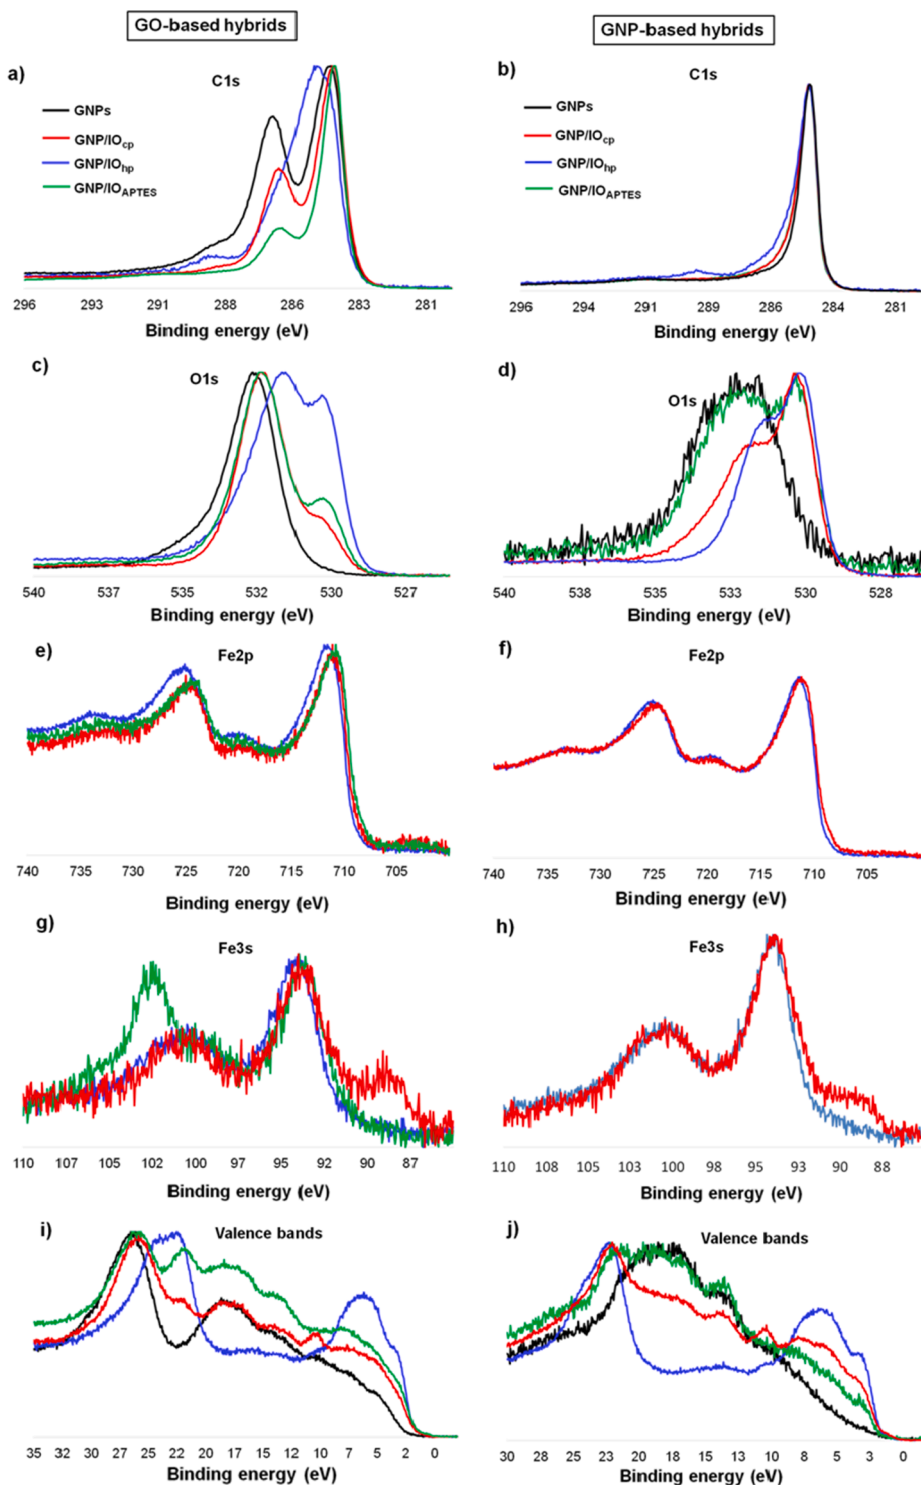 GO-based hybrids
GNP-based hybrids
a)
C1s
GNPs
GNP/IOcp
GNP/IOhp
GNP/IOAPTES
296 293 291 288 286 283 281
Binding energy (eV)
b)
C1s
GNPs
GNP/IOcp
GNP/IOhp
GNP/IOAPTES
296 294 291 289 286 284 281
Binding energy (eV)
c)
O1s
540 537 535 532 530 527
Binding energy (eV)
d)
O1s
540 538 535 533 530 528
Binding energy (eV)
e)
Fe2p
740 735 730 725 720 715 710 705
Binding energy (eV)
f)
Fe2p
740 735 730 725 720 715 710 705
Binding energy (eV)
g)
Fe3s
110 107 105 102 100 97 95 92 90 87
Binding energy (eV)
h)
Fe3s
110 108 105 103 100 98 95 93 90 88
Binding energy (eV)
i)
Valence bands
35 32 30 27 25 22 20 17 15 12 10 7 5 2 0
Binding energy (eV)
j)
Valence bands
30 28 25 23 20 18 15 13 10 8 5 3 0
Binding energy (eV)